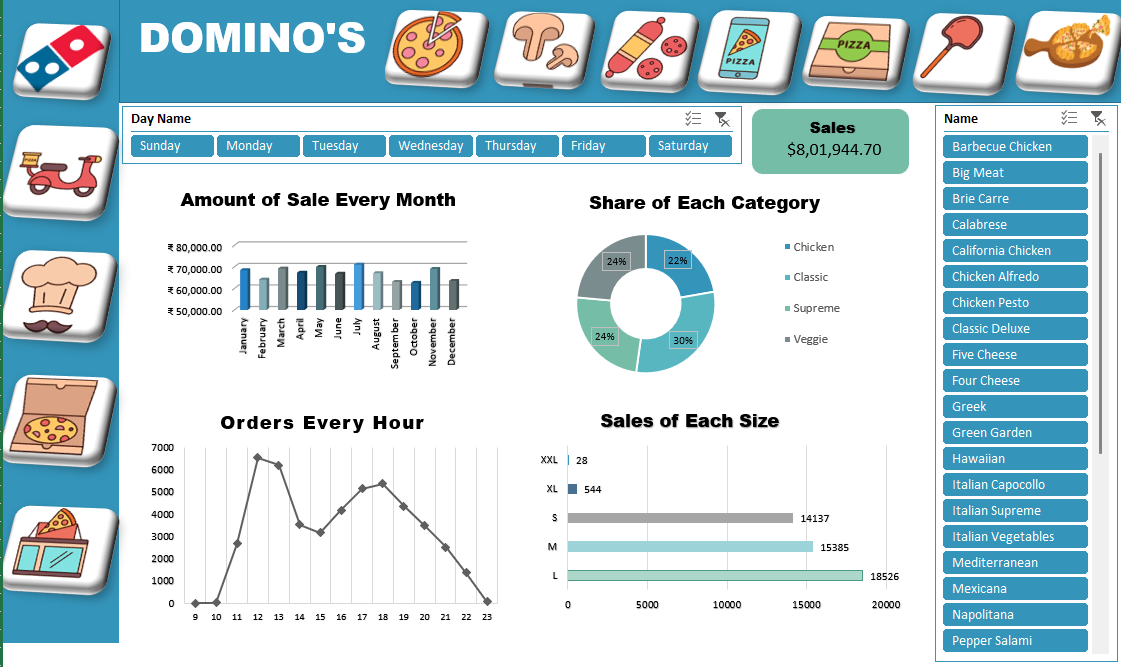 DOMINO'S
PIZZA
PIZZA
PIZZA
Day Name
Sunday Monday Tuesday Wednesday Thursday Friday Saturday
Sales
$8,01,944.70
Name
Barbecue Chicken
Big Meat
Brie Carre
Calabrese
California Chicken
Chicken Alfredo
Chicken Pesto
Classic Deluxe
Five Cheese
Four Cheese
Greek
Green Garden
Hawaiian
Italian Capocollo
Italian Supreme
Italian Vegetables
Mediterranean
Mexicana
Napolitana
Pepper Salami
Amount of Sale Every Month
₹ 80,000.00
₹ 70,000.00
₹ 60,000.00
₹ 50,000.00
January
February
March
April
May
June
July
August
September
October
November
December
Share of Each Category
24%
22%
24%
30%
Chicken
Classic
Supreme
Veggie
Orders Every Hour
7000
6000
5000
4000
3000
2000
1000
0
9 10 11 12 13 14 15 16 17 18 19 20 21 22 23
Sales of Each Size
XXL 28
XL 544
S 14137
M 15385
L 18526
0 5000 10000 15000 20000